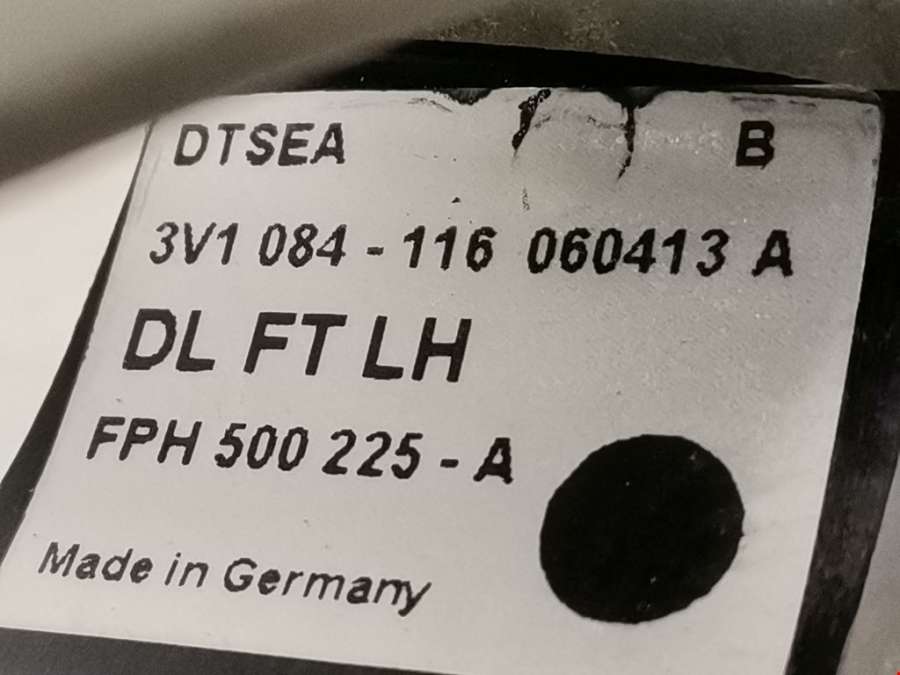 DTSEA B
3V1 084 - 116 060413 A
DL FT LH
FPH 500 225 - A
Made in Germany